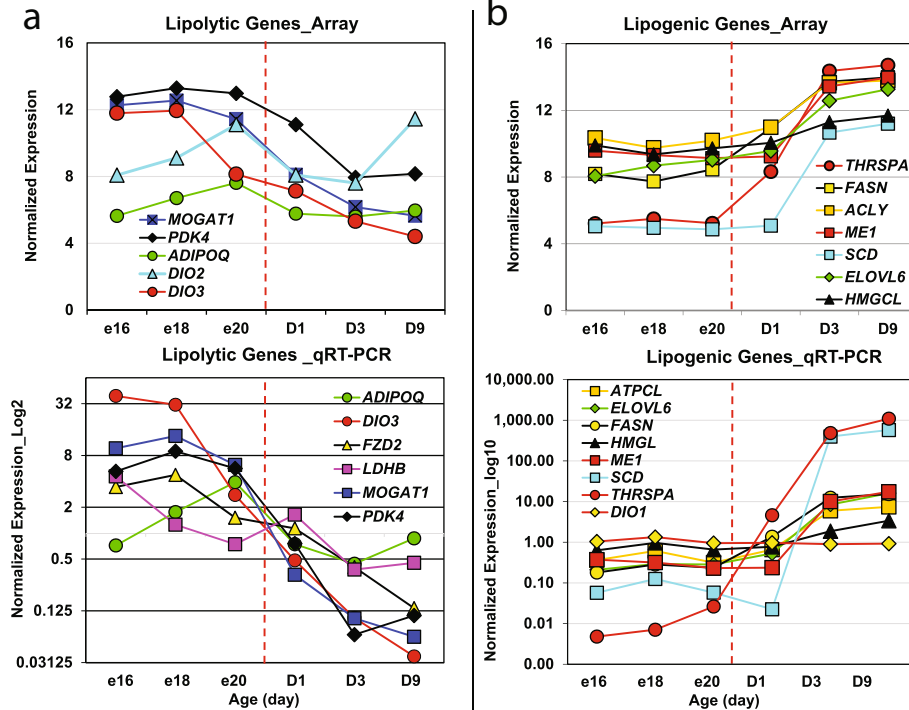 a
Lipolytic Genes_Array
Normalized Expression
16
12
8
4
0
MOGAT1
PDK4
ADIPOQ
DIO2
DIO3
e16 e18 e20 D1 D3 D9
Lipolytic Genes _qRT-PCR
Normalized Expression_Log2
32
8
2
0.5
0.125
0.03125
ADIPOQ
DIO3
FZD2
LDHB
MOGAT1
PDK4
e16 e18 e20 D1 D3 D9
Age (day)
b
Lipogenic Genes_Array
Normalized Expression
16
12
8
4
0
THRSPA
FASN
ACLY
ME1
SCD
ELOVL6
HMGCL
e16 e18 e20 D1 D3 D9
Lipogenic Genes_qRT-PCR
Normalized Expression_log10
10,000.00
1,000.00
100.00
10.00
1.00
0.10
0.01
0.00
ATPCL
ELOVL6
FASN
HMGL
ME1
SCD
THRSPA
DIO1
e16 e18 e20 D1 D3 D9
Age (day)